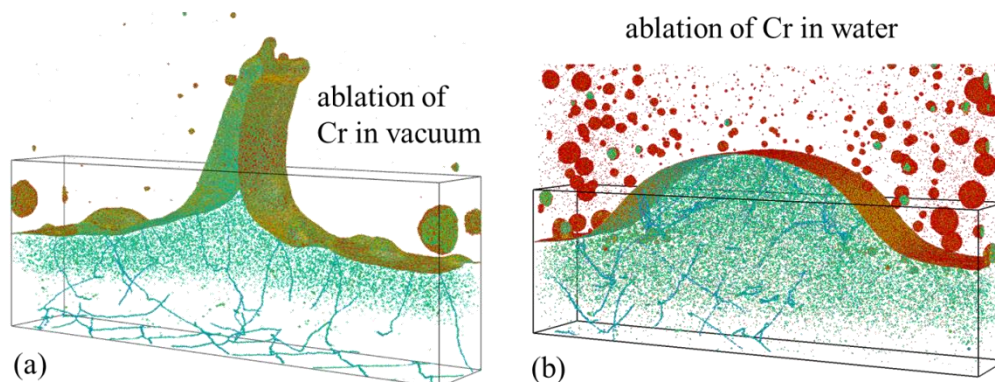 ablation of
Cr in vacuum
(a)
ablation of Cr in water
(b)